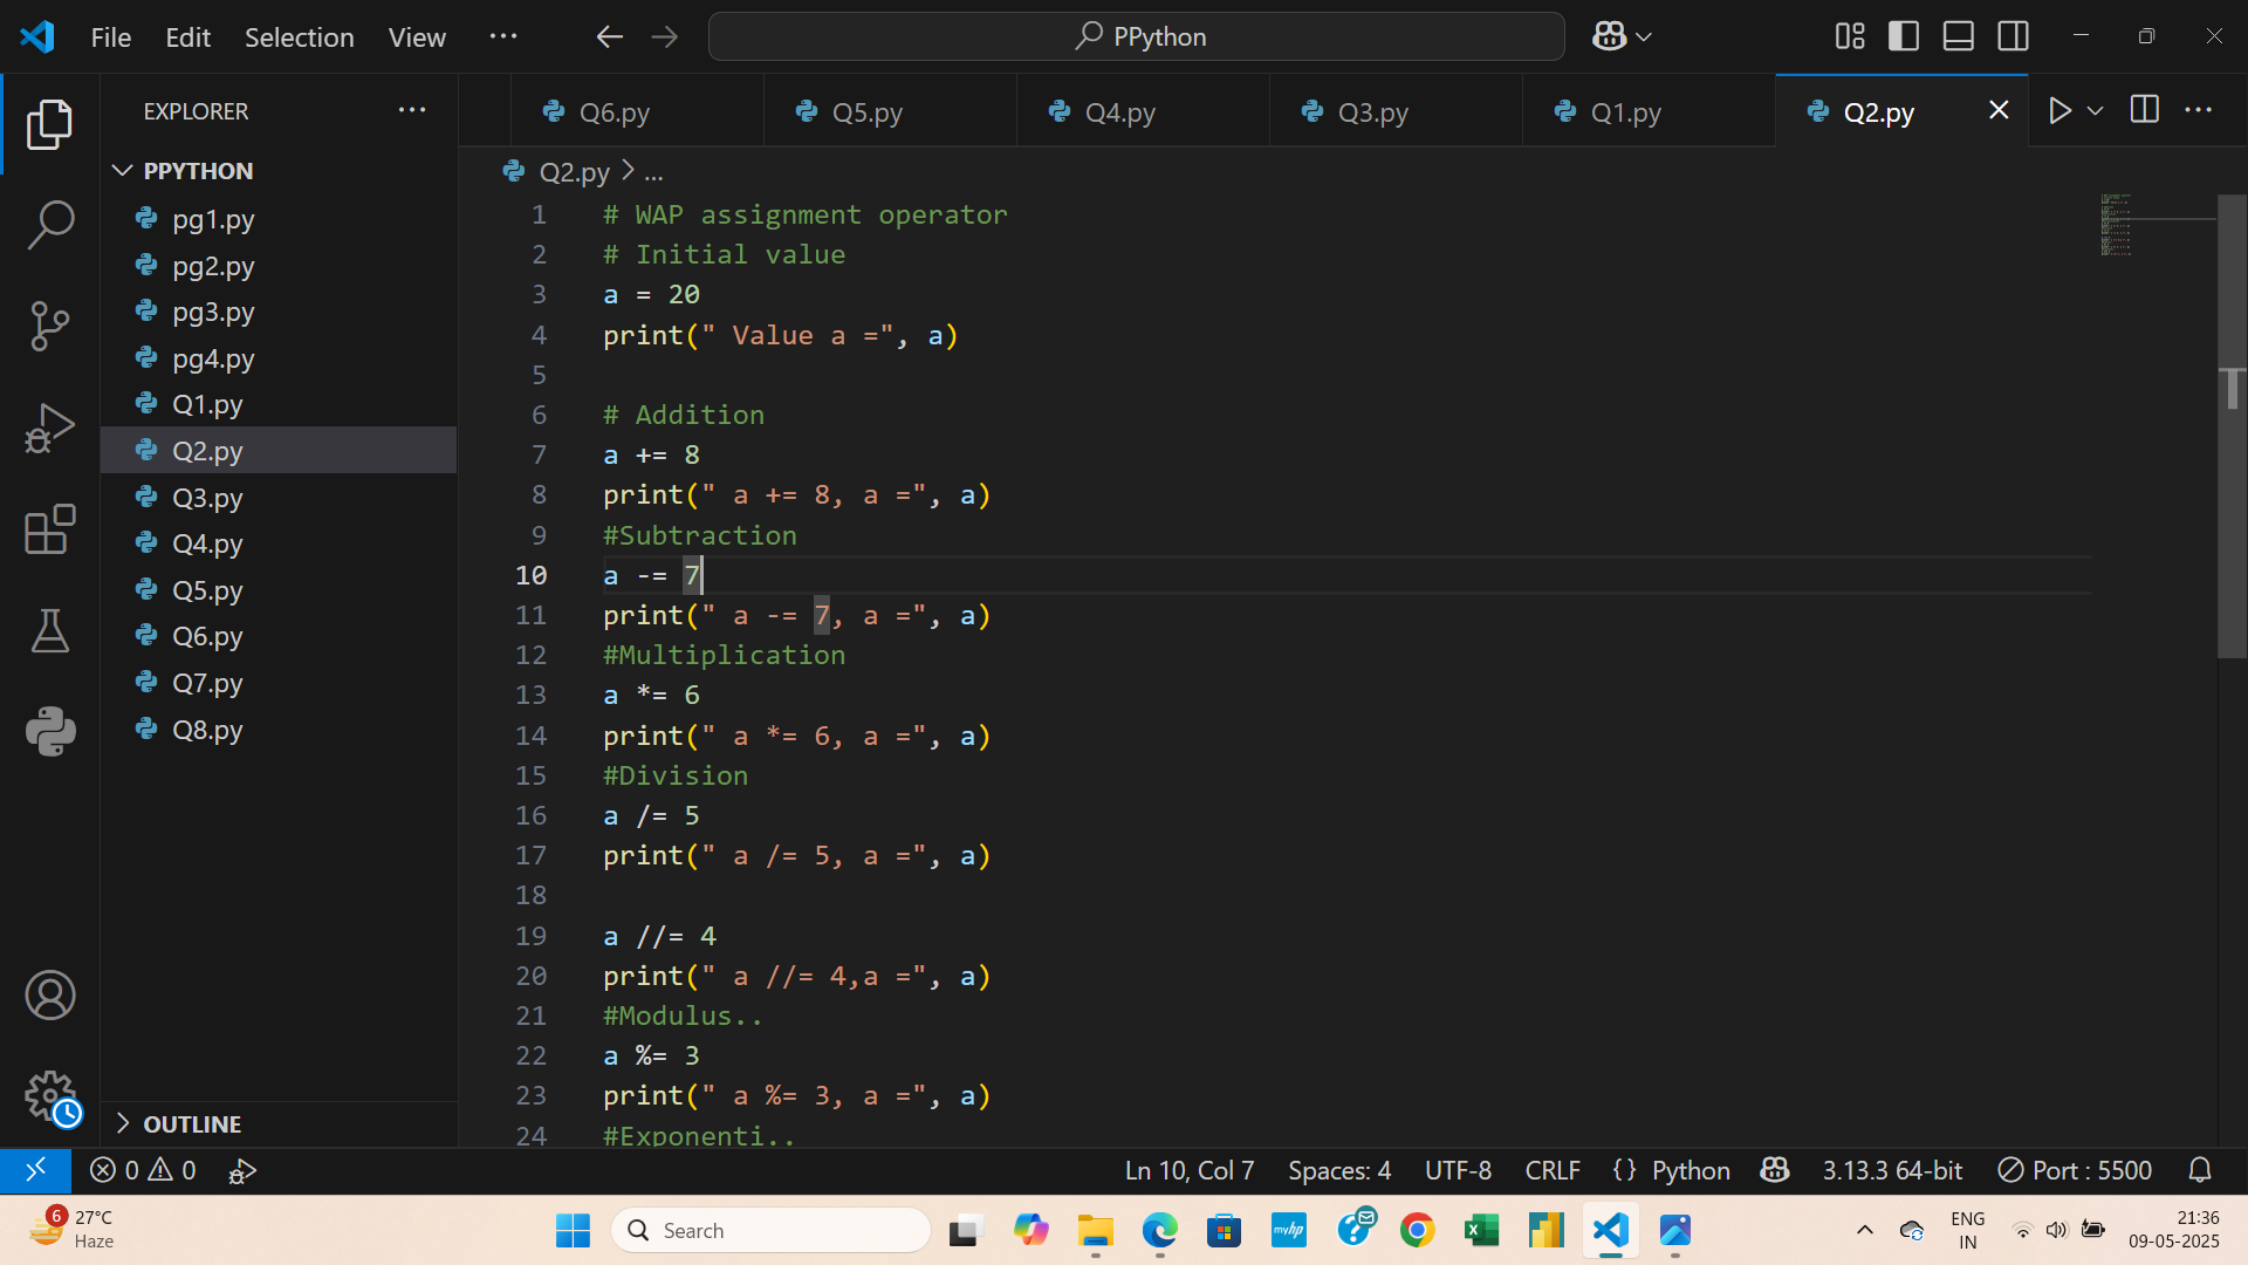 File Edit Selection View ... PPython
EXPLORER ...
PPYTHON
pg1.py
pg2.py
pg3.py
pg4.py
Q1.py
Q2.py
Q3.py
Q4.py
Q5.py
Q6.py
Q7.py
Q8.py
OUTLINE
Q6.py Q5.py Q4.py Q3.py Q1.py Q2.py
Q2.py > ...
1 # WAP assignment operator
2 # Initial value
3 a = 20
4 print(" Value a =", a)
5
6 # Addition
7 a += 8
8 print(" a += 8, a =", a)
9 #Subtraction
10 a -= 7
11 print(" a -= 7, a =", a)
12 #Multiplication
13 a *= 6
14 print(" a *= 6, a =", a)
15 #Division
16 a /= 5
17 print(" a /= 5, a =", a)
18
19 a //= 4
20 print(" a //= 4,a =", a)
21 #Modulus..
22 a %= 3
23 print(" a %= 3, a =", a)
24 #Exponenti..
0 0 Ln 10, Col 7 Spaces: 4 UTF-8 CRLF {} Python 3.13.3 64-bit Port : 5500
6 27°C
Haze
Search
myhp
ENG
IN
21:36
09-05-2025